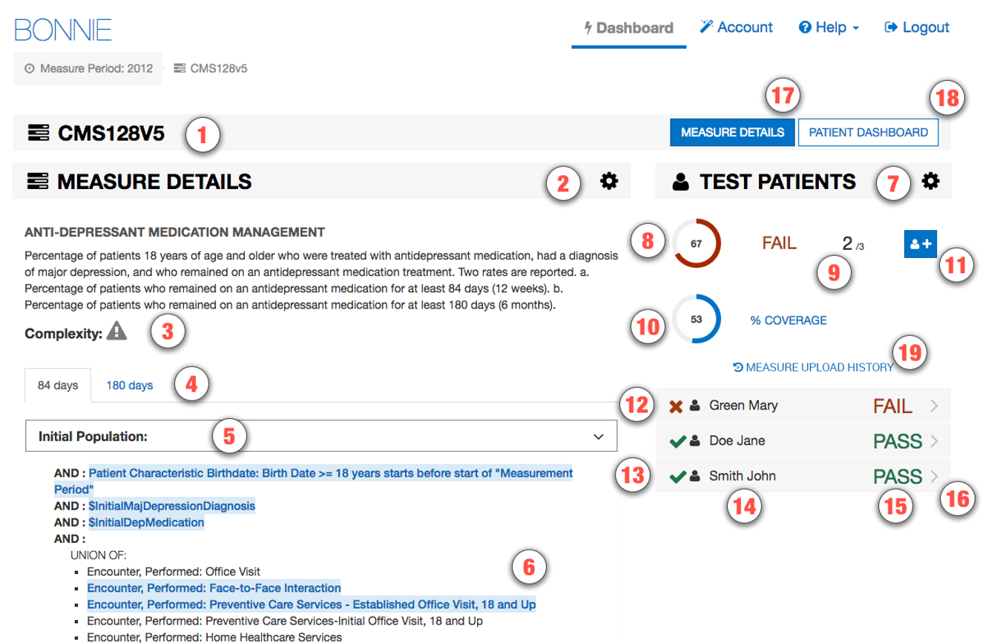 BONNIE
Dashboard Account Help Logout
Measure Period: 2012 CMS128v5
17 18
CMS128V5 1 MEASURE DETAILS PATIENT DASHBOARD
MEASURE DETAILS 2
ANTI-DEPRESSANT MEDICATION MANAGEMENT
Percentage of patients 18 years of age and older who were treated with antidepressant medication, had a diagnosis
of major depression, and who remained on an antidepressant medication treatment. Two rates are reported. a.
Percentage of patients who remained on an antidepressant medication for at least 84 days (12 weeks). b.
Percentage of patients who remained on an antidepressant medication for at least 180 days (6 months).
Complexity: 3
84 days 180 days 4
Initial Population: 5
AND : Patient Characteristic Birthdate: Birth Date >= 18 years starts before start of "Measurement
Period"
AND : $InitialMajDepressionDiagnosis
AND : $InitialDepMedication
AND :
UNION OF:
Encounter, Performed: Office Visit
6
Encounter, Performed: Face-to-Face Interaction
Encounter, Performed: Preventive Care Services - Established Office Visit, 18 and Up
Encounter, Performed: Preventive Care Services-Initial Office Visit, 18 and Up
Encounter, Performed: Home Healthcare Services
TEST PATIENTS 7
8 67 FAIL 2 /3
9 11
10 53 % COVERAGE
19
MEASURE UPLOAD HISTORY
12 Green Mary FAIL
Doe Jane PASS
13 Smith John PASS
14 15 16